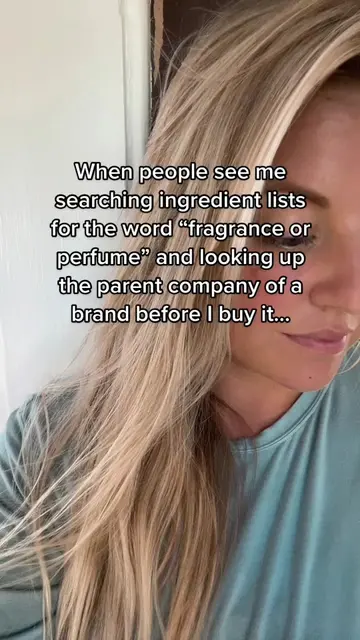 When people see me
searching ingredient lists
for the word “fragrance or
perfume” and looking up
the parent company of a
brand before I buy it...